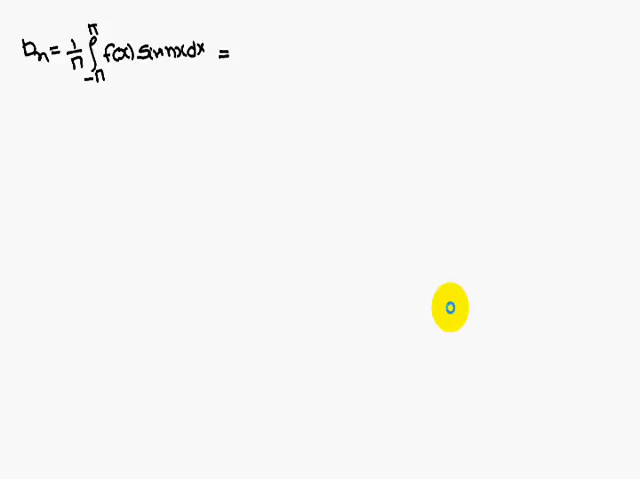 bₙ = 1/π ∫_{-π}^{π} f(x) sin nx dx =